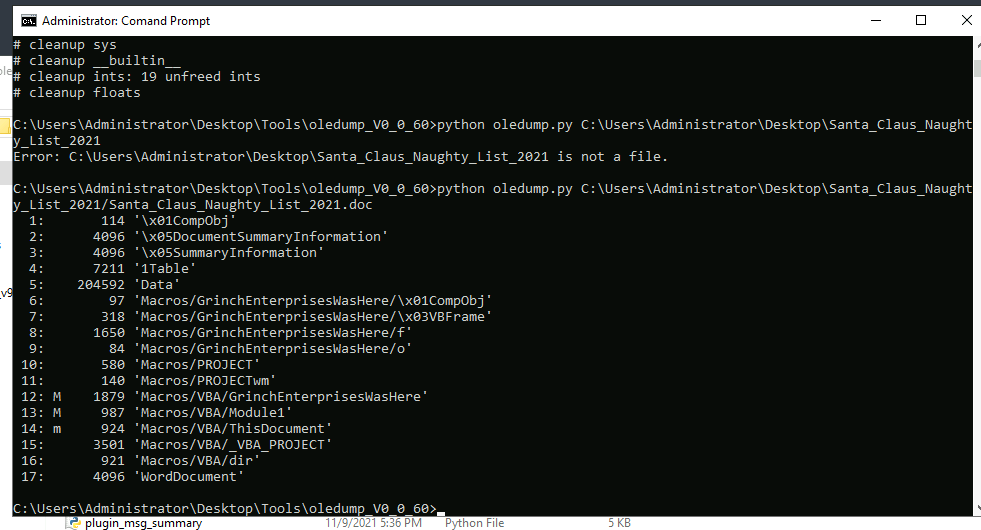 Administrator: Comand Prompt
# cleanup sys
# cleanup __builtin__
# cleanup ints: 19 unfreed ints
# cleanup floats
C:\Users\Administrator\Desktop\Tools\oledump_V0_0_60>python oledump.py C:\Users\Administrator\Desktop\Santa_Claus_Naught
y_List_2021
Error: C:\Users\Administrator\Desktop\Santa_Claus_Naughty_List_2021 is not a file.
C:\Users\Administrator\Desktop\Tools\oledump_V0_0_60>python oledump.py C:\Users\Administrator\Desktop\Santa_Claus_Naught
y_List_2021/Santa_Claus_Naughty_List_2021.doc
1: 114 '\x01CompObj'
2: 4096 '\x05DocumentSummaryInformation'
3: 4096 '\x05SummaryInformation'
4: 7211 '1Table'
5: 204592 'Data'
6: 97 'Macros/GrinchEnterprisesWasHere/\x01CompObj'
7: 318 'Macros/GrinchEnterprisesWasHere/\x03VBFrame'
8: 1650 'Macros/GrinchEnterprisesWasHere/f'
9: 84 'Macros/GrinchEnterprisesWasHere/o'
10: 580 'Macros/PROJECT'
11: 140 'Macros/PROJECTwm'
12: M 1879 'Macros/VBA/GrinchEnterprisesWasHere'
13: M 987 'Macros/VBA/Module1'
14: m 924 'Macros/VBA/ThisDocument'
15: 3501 'Macros/VBA/_VBA_PROJECT'
16: 921 'Macros/VBA/dir'
17: 4096 'WordDocument'
C:\Users\Administrator\Desktop\Tools\oledump_V0_0_60>
plugin_msg_summary 11/9/2021 5:36 PM Python File 5 KB